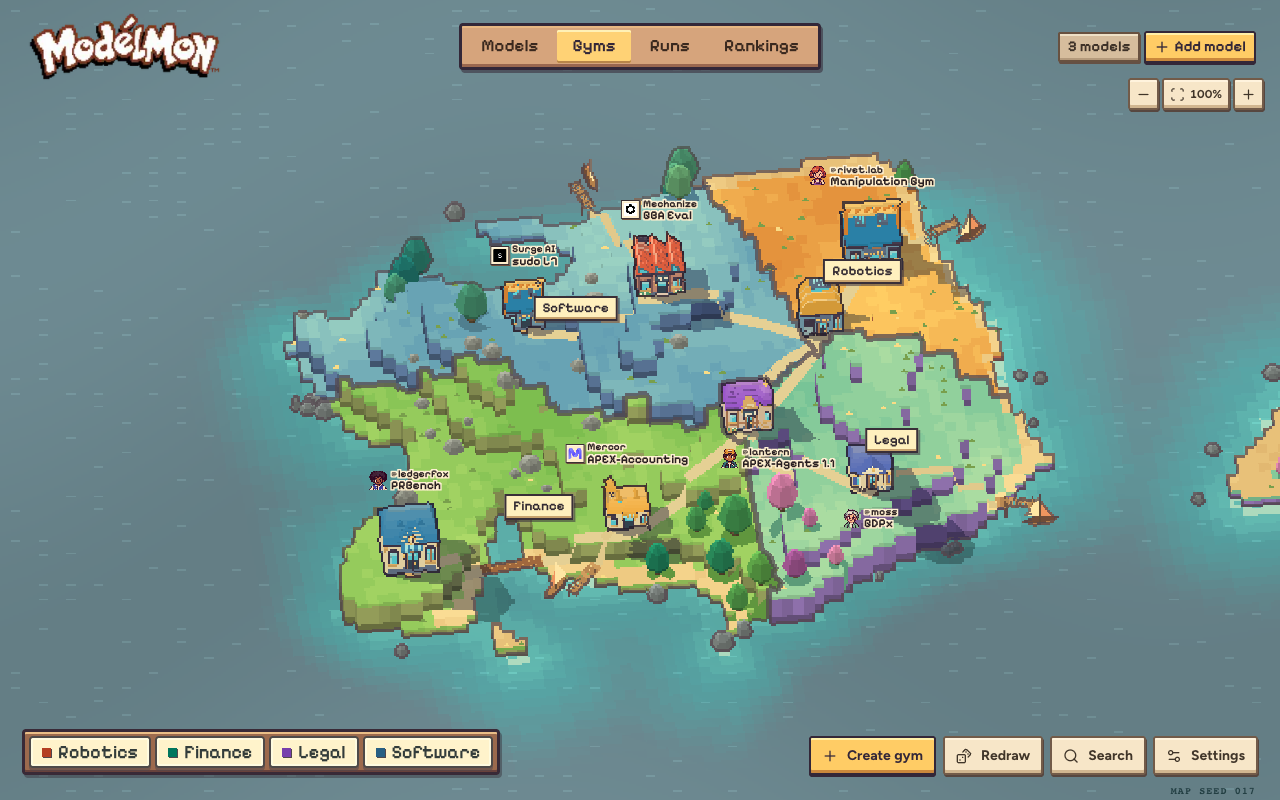 ModélMon™
Models
Gyms
Runs
Rankings
3 models
+ Add model
− 100% +
@rivet.lab
Manipulation Gym
Mechanize
GBA Eval
Surge AI
sudo L7
Robotics
Software
Mercor
APEX-Accounting
@lantern
APEX-Agents 1.1
Legal
@ledgerfox
PRBench
Finance
@moss
GDPx
Robotics
Finance
Legal
Software
+ Create gym
Redraw
Search
Settings
MAP SEED 017